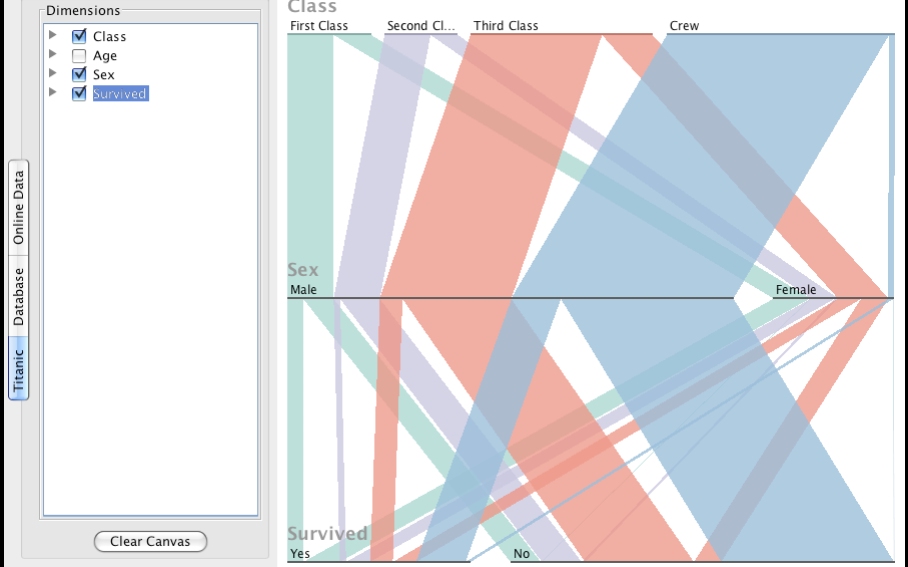 Dimensions
Class
Age
Sex
Survived
Online Data
Database
Titanic
Clear Canvas
Class
First Class Second Cl... Third Class Crew
Sex
Male Female
Survived
Yes No